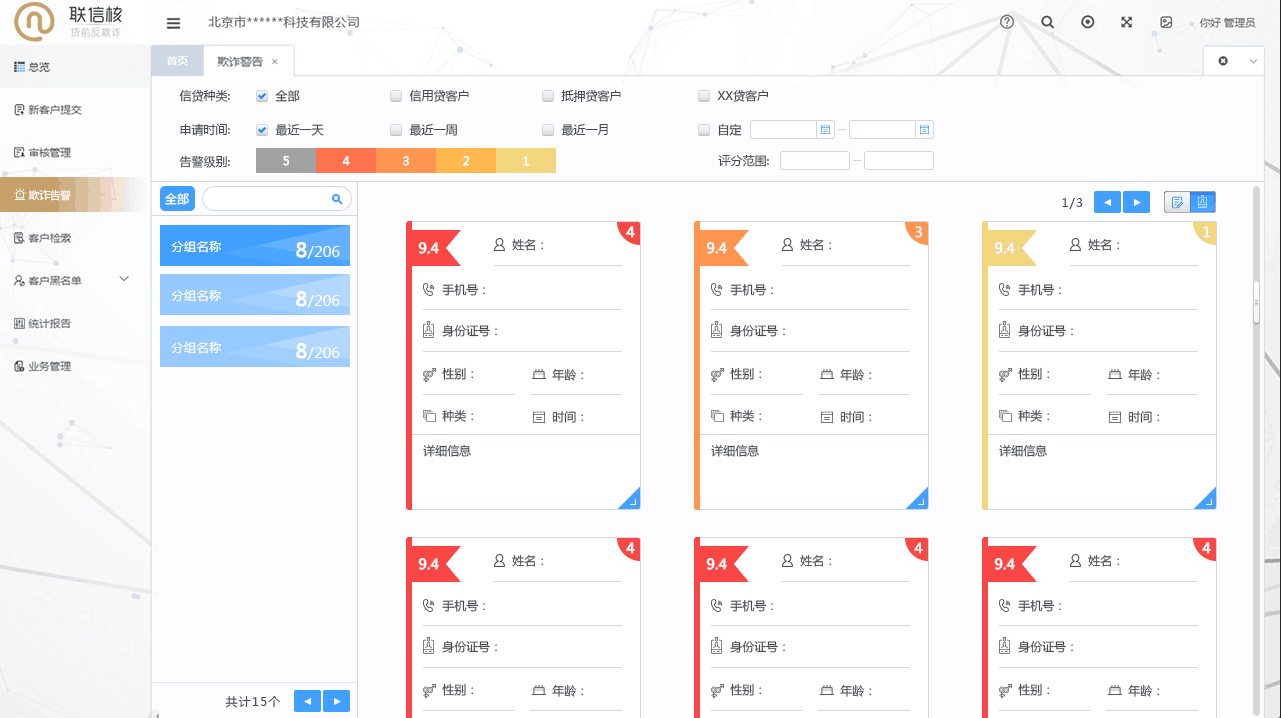 联信核
贷前反欺诈
北京市******科技有限公司
你好 管理员
总览
新客户提交
审核管理
欺诈告警
客户检索
客户黑名单
统计报告
业务管理
首页
欺诈警告 ×
信贷种类: 全部 信用贷客户 抵押贷客户 XX贷客户
申请时间: 最近一天 最近一周 最近一月 自定
告警级别: 5 4 3 2 1 评分范围:
全部
分组名称 8/206
分组名称 8/206
分组名称 8/206
共计15个
1/3
9.4 姓名： 4
手机号：
身份证号：
性别： 年龄：
种类： 时间：
详细信息
9.4 姓名： 3
手机号：
身份证号：
性别： 年龄：
种类： 时间：
详细信息
9.4 姓名： 1
手机号：
身份证号：
性别： 年龄：
种类： 时间：
详细信息
9.4 姓名： 4
手机号：
身份证号：
性别： 年龄：
9.4 姓名： 4
手机号：
身份证号：
性别： 年龄：
9.4 姓名： 4
手机号：
身份证号：
性别： 年龄：